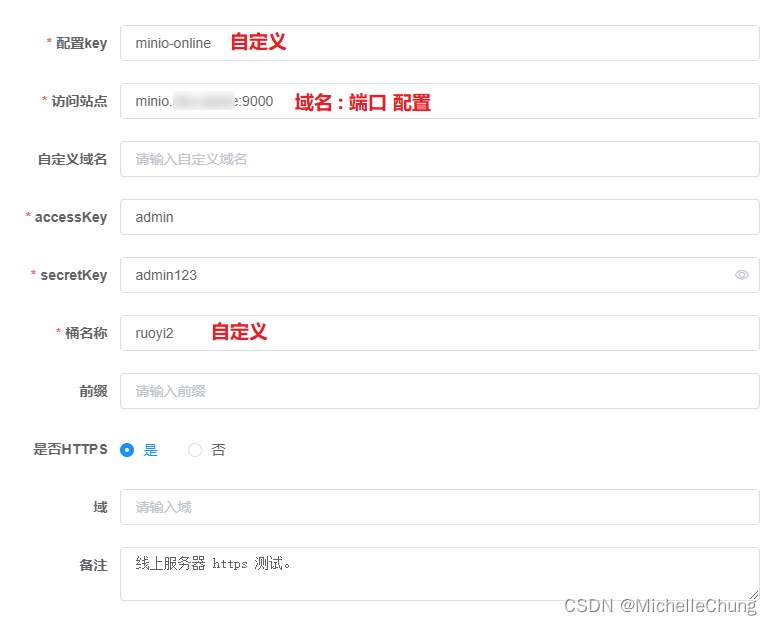 * 配置key minio-online 自定义
* 访问站点 minio. :9000 域名 : 端口 配置
自定义域名 请输入自定义域名
* accessKey admin
* secretKey admin123
* 桶名称 ruoyi2 自定义
前缀 请输入前缀
是否HTTPS 是 否
域 请输入域
备注 线上服务器 https 测试。
CSDN @MichelleChung